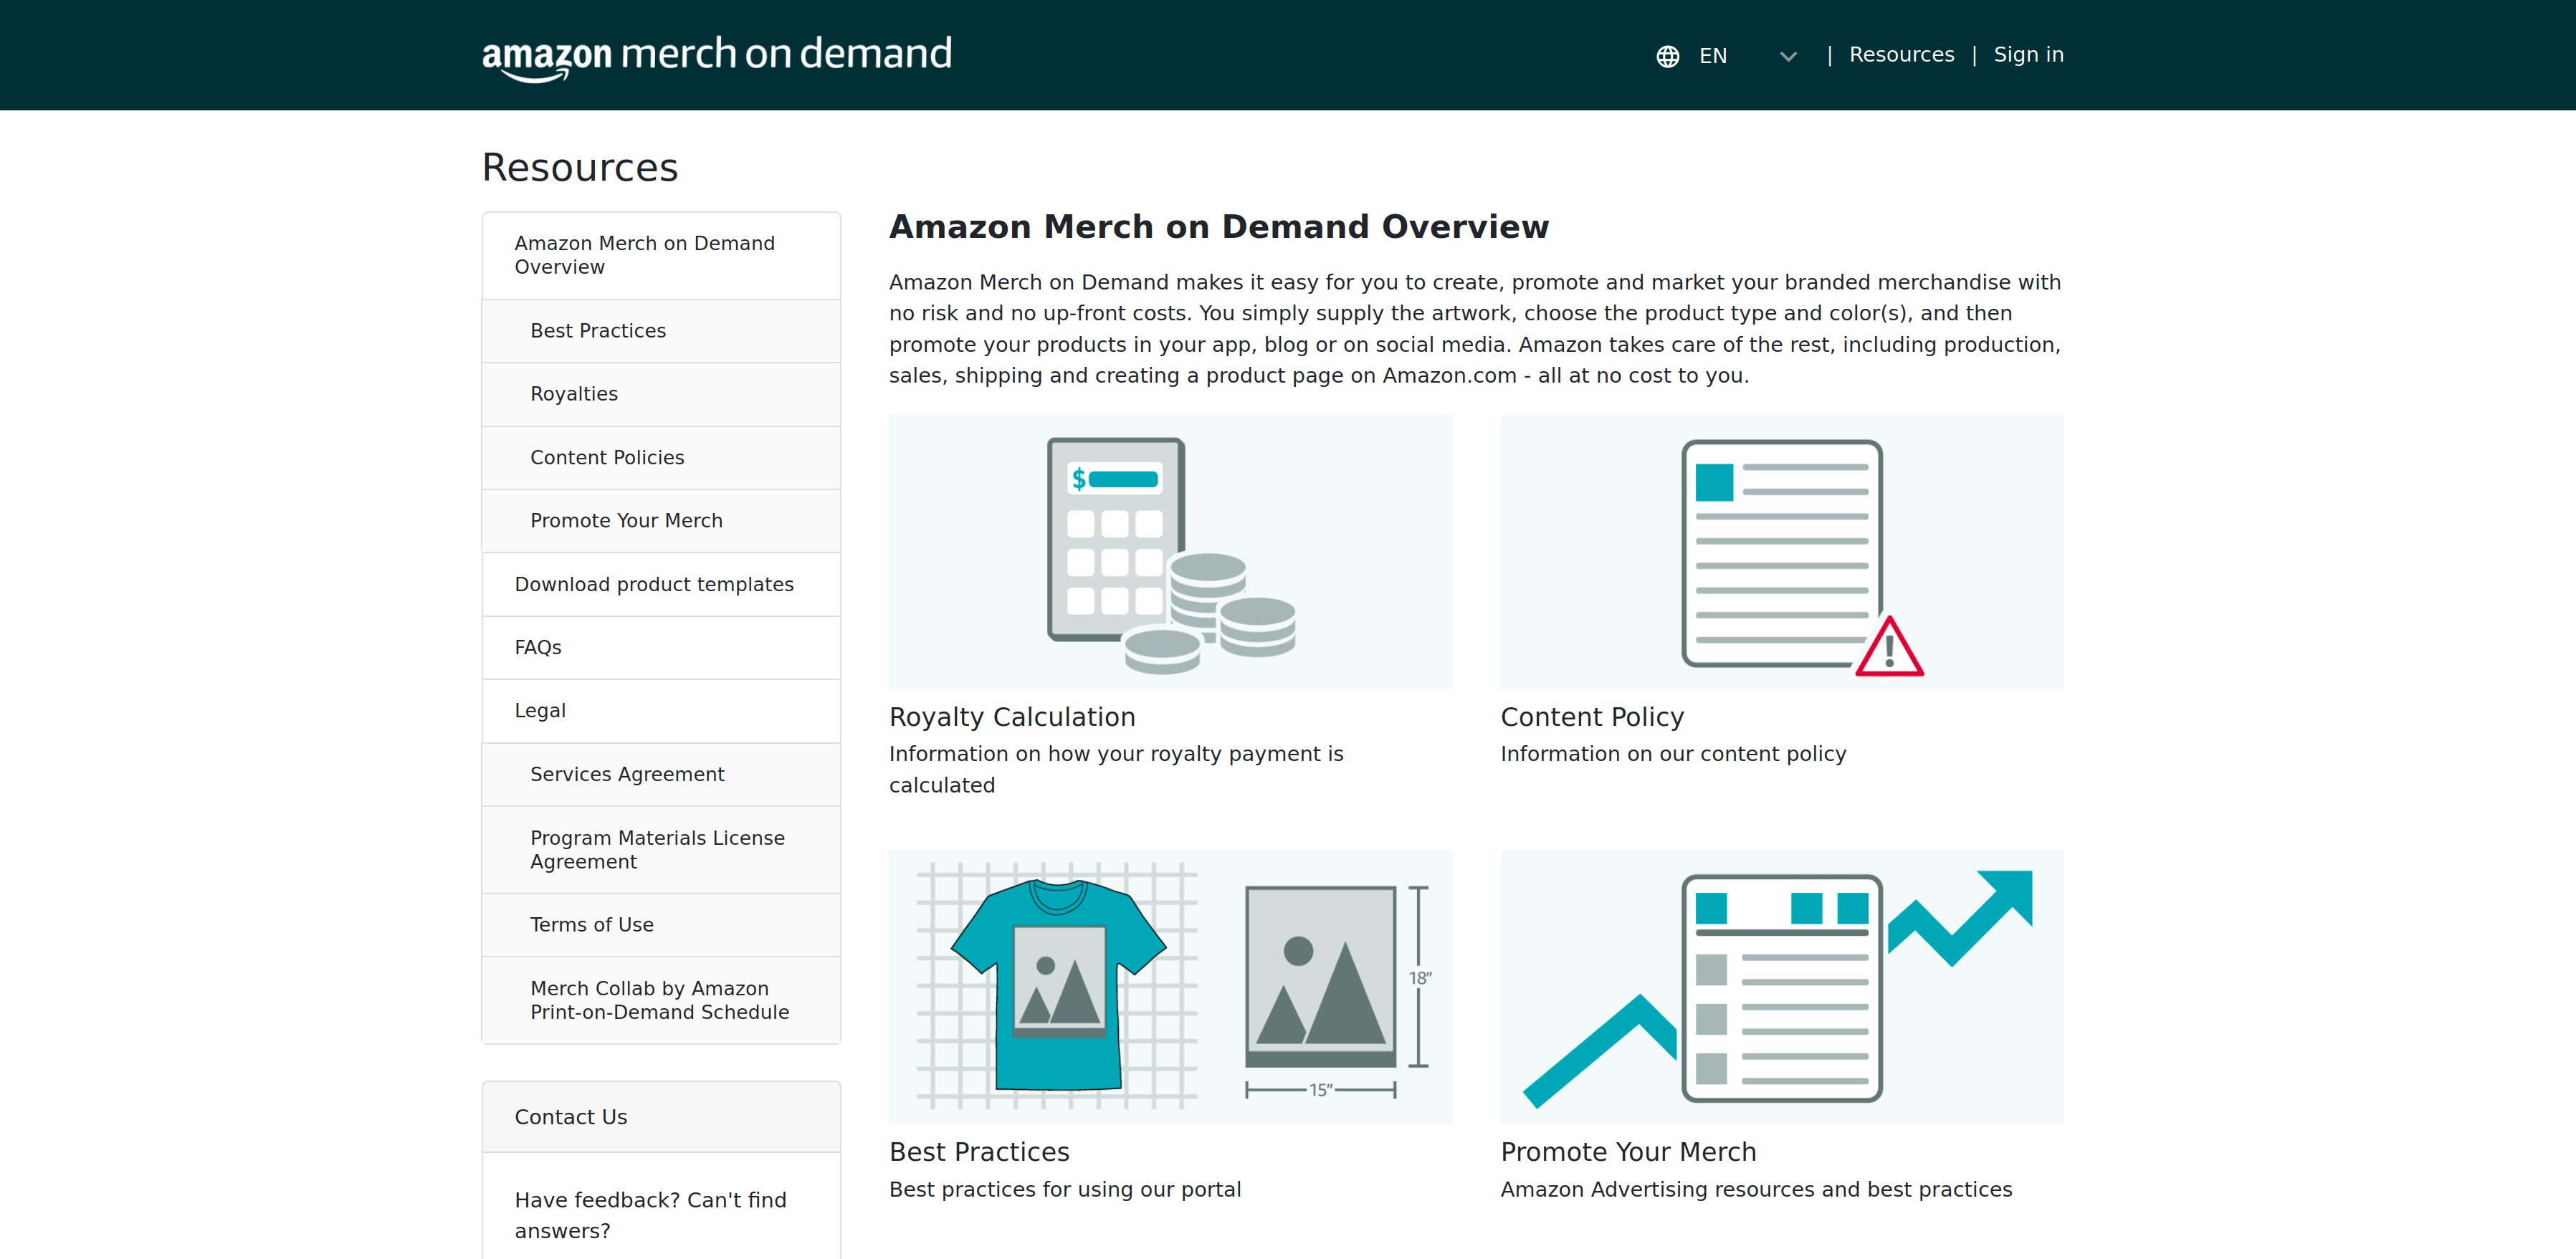 amazon merch on demand
EN | Resources | Sign in
Resources
Amazon Merch on Demand
Overview
Best Practices
Royalties
Content Policies
Promote Your Merch
Download product templates
FAQs
Legal
Services Agreement
Program Materials License
Agreement
Terms of Use
Merch Collab by Amazon
Print-on-Demand Schedule
Contact Us
Have feedback? Can't find
answers?
Amazon Merch on Demand Overview
Amazon Merch on Demand makes it easy for you to create, promote and market your branded merchandise with
no risk and no up-front costs. You simply supply the artwork, choose the product type and color(s), and then
promote your products in your app, blog or on social media. Amazon takes care of the rest, including production,
sales, shipping and creating a product page on Amazon.com - all at no cost to you.
$
!
Royalty Calculation
Information on how your royalty payment is
calculated
Content Policy
Information on our content policy
18”
15”
Best Practices
Best practices for using our portal
Promote Your Merch
Amazon Advertising resources and best practices